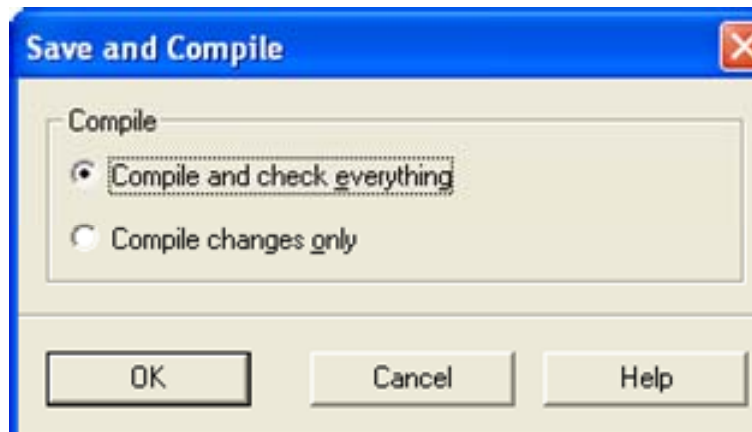 Save and Compile
Compile
Compile and check everything
Compile changes only
OK Cancel Help